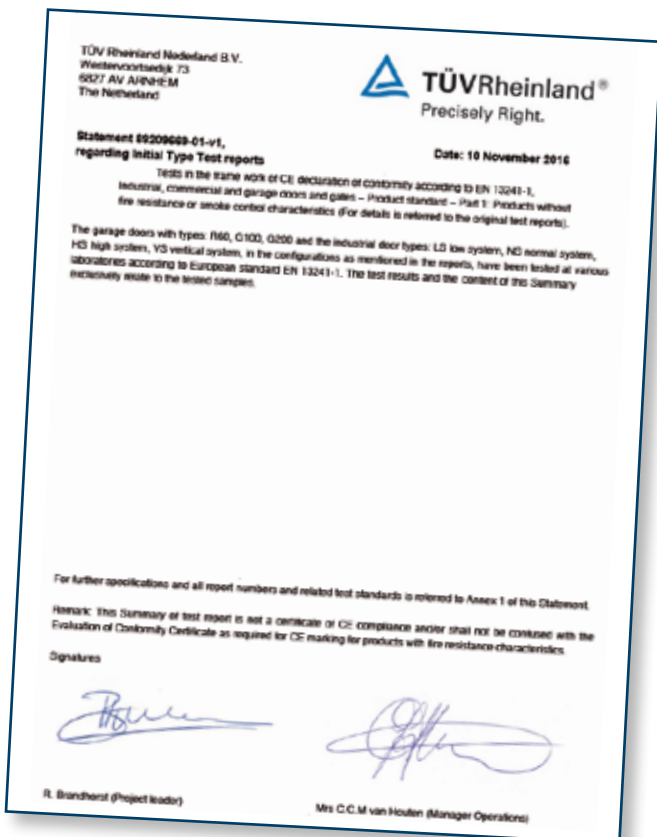 TÜV Rheinland Nederland B.V.
Westervoortsedijk 73
6827 AV ARNHEM
The Netherland
TÜVRheinland®
Precisely Right.
Statement 89209669-01-v1,
regarding Initial Type Test reports
Date: 10 November 2016
Tests in the frame work of CE declaration of conformity according to EN 13241-1,
Industrial, commercial and garage doors and gates – Product standard – Part 1: Products without
fire resistance or smoke control characteristics (For details is referred to the original test reports).
The garage doors with types: R60, G100, G200 and the industrial door types: LS low system, NS normal system,
HS high system, VS vertical system, in the configurations as mentioned in the reports, have been tested at various
laboratories according to European standard EN 13241-1. The test results and the content of this Summary
exclusively relate to the tested samples.
For further specifications and all report numbers and related test standards is referred to Annex 1 of this Statement.
Remark: This Summary of test report is not a certificate of CE compliance and/or shall not be confused with the
Evaluation of Conformity Certificate as required for CE marking for products with fire resistance characteristics.
Signatures
R. Brandhorst (Project leader)
Mrs C.C.M van Houten (Manager Operations)